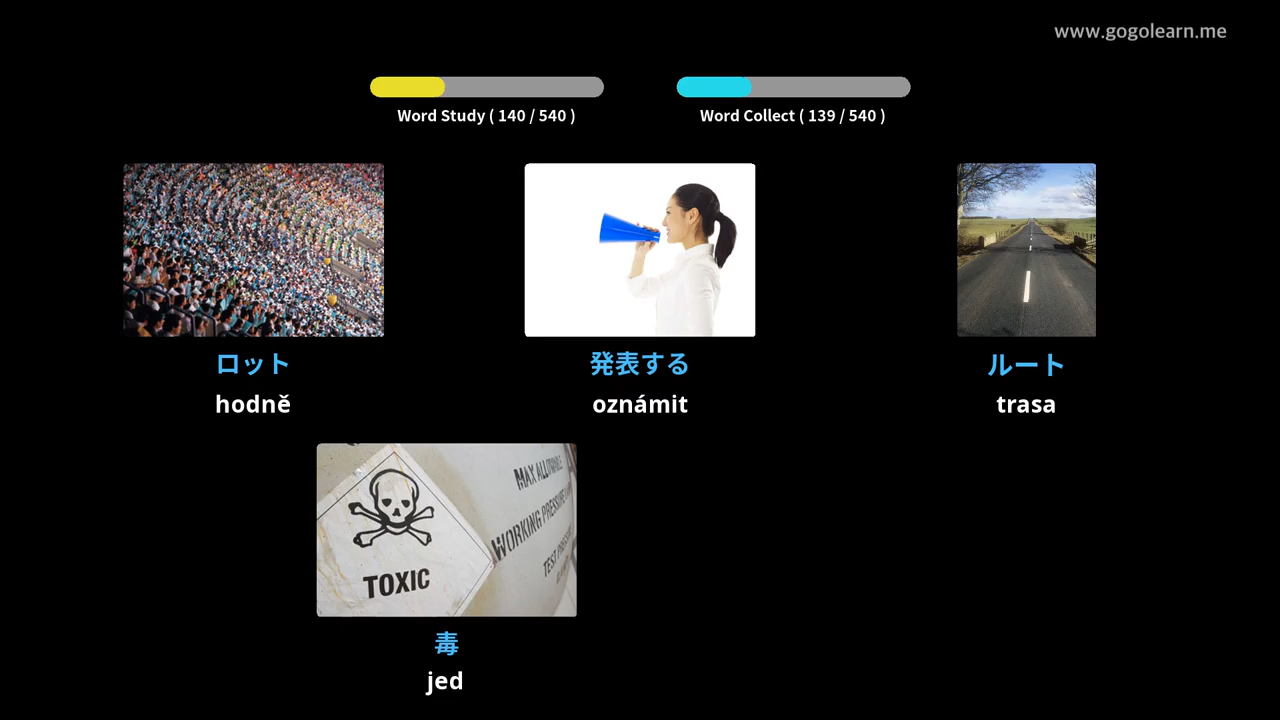 www.gogolearn.me
Word Study ( 140 / 540 )
Word Collect ( 139 / 540 )
ロット
hodně
発表する
oznámit
ルート
trasa
TOXIC
MAX ALLOWABLE
WORKING PRESSURE
毒
jed